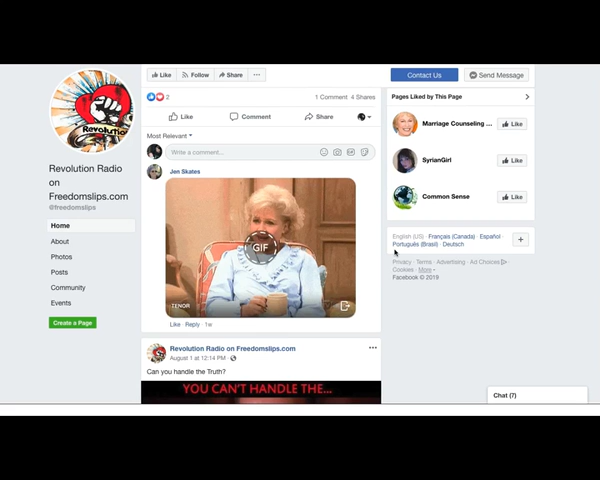 Like
Follow
Share
Contact Us
Send Message
Revolution
Revolution Radio
on
Freedomslips.com
@freedomslips
Home
About
Photos
Posts
Community
Events
Create a Page
2
1 Comment 4 Shares
Like
Comment
Share
Most Relevant
Write a comment...
GIF
Jen Skates
GIF
TENOR
Like · Reply · 1w
Revolution Radio on Freedomslips.com
August 1 at 12:14 PM ·
Can you handle the Truth?
YOU CAN'T HANDLE THE...
Pages Liked by This Page
Marriage Counseling ...
Like
SyrianGirl
Like
Common Sense
Like
English (US) · Français (Canada) · Español ·
Português (Brasil) · Deutsch
Privacy · Terms · Advertising · Ad Choices
Cookies · More
Facebook © 2019
Chat (7)